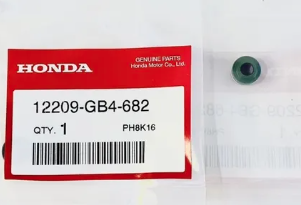 GENUINE PARTS
HONDA Honda Motor Co., Ltd.
12209-GB4-682
QTY. 1 PH8K16